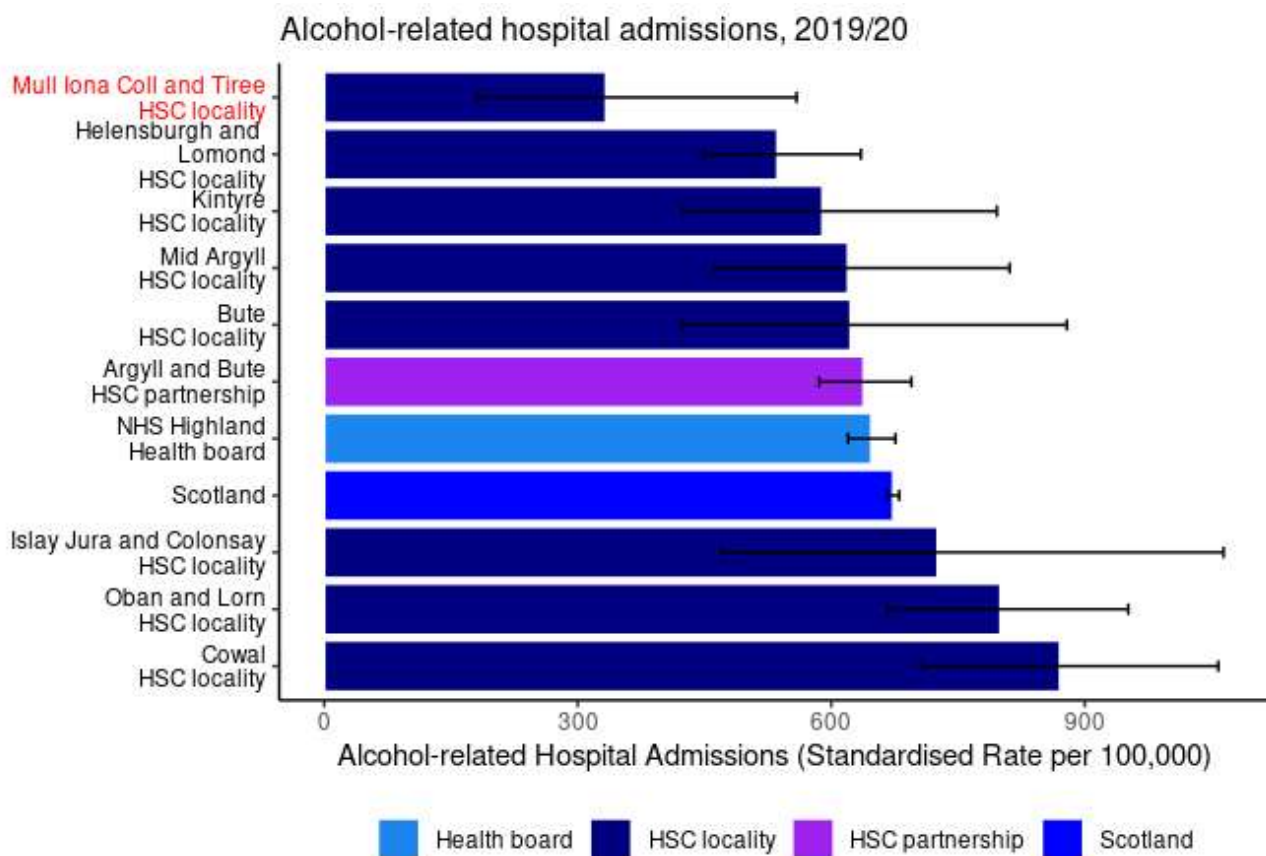 Alcohol-related hospital admissions, 2019/20
Mull Iona Coll and Tiree
HSC locality
Helensburgh and
Lomond
HSC locality
Kintyre
HSC locality
Mid Argyll
HSC locality
Bute
HSC locality
Argyll and Bute
HSC partnership
NHS Highland
Health board
Scotland
Islay Jura and Colonsay
HSC locality
Oban and Lorn
HSC locality
Cowal
HSC locality
0 300 600 900
Alcohol-related Hospital Admissions (Standardised Rate per 100,000)
Health board HSC locality HSC partnership Scotland